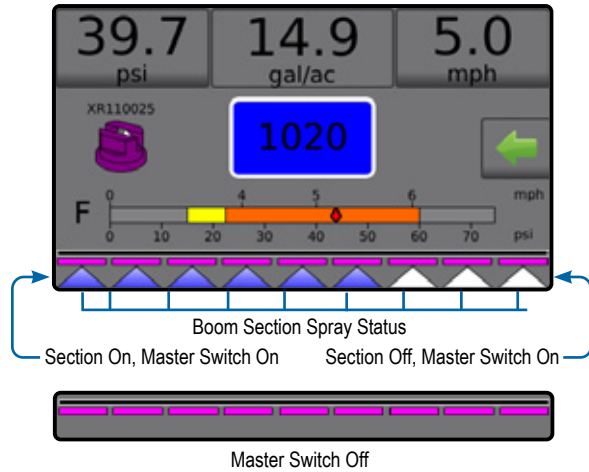 39.7 14.9 5.0
psi gal/ac mph
XR110025
1020
0 4 5 6 mph
F
0 10 20 30 40 50 60 70 psi
Boom Section Spray Status
Section On, Master Switch On Section Off, Master Switch On
Master Switch Off